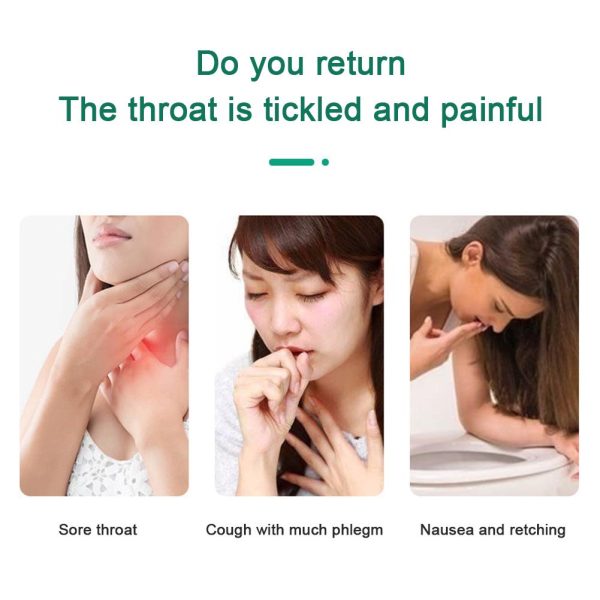 Do you return
The throat is tickled and painful
Sore throat
Cough with much phlegm
Nausea and retching